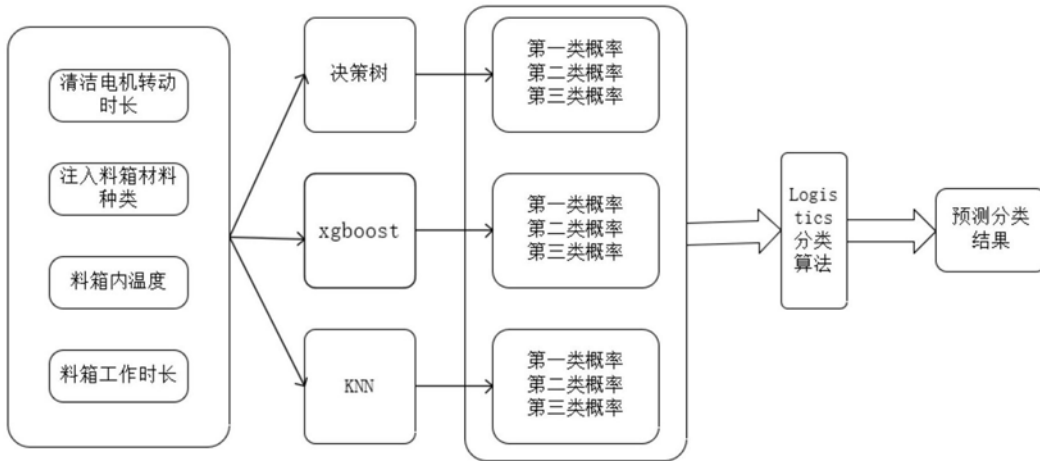 清洁电机转动
时长
注入料箱材料
种类
料箱内温度
料箱工作时长
决策树
xgboost
KNN
第一类概率
第二类概率
第三类概率
第一类概率
第二类概率
第三类概率
第一类概率
第二类概率
第三类概率
Logis
tics
分类
算法
预测分类
结果